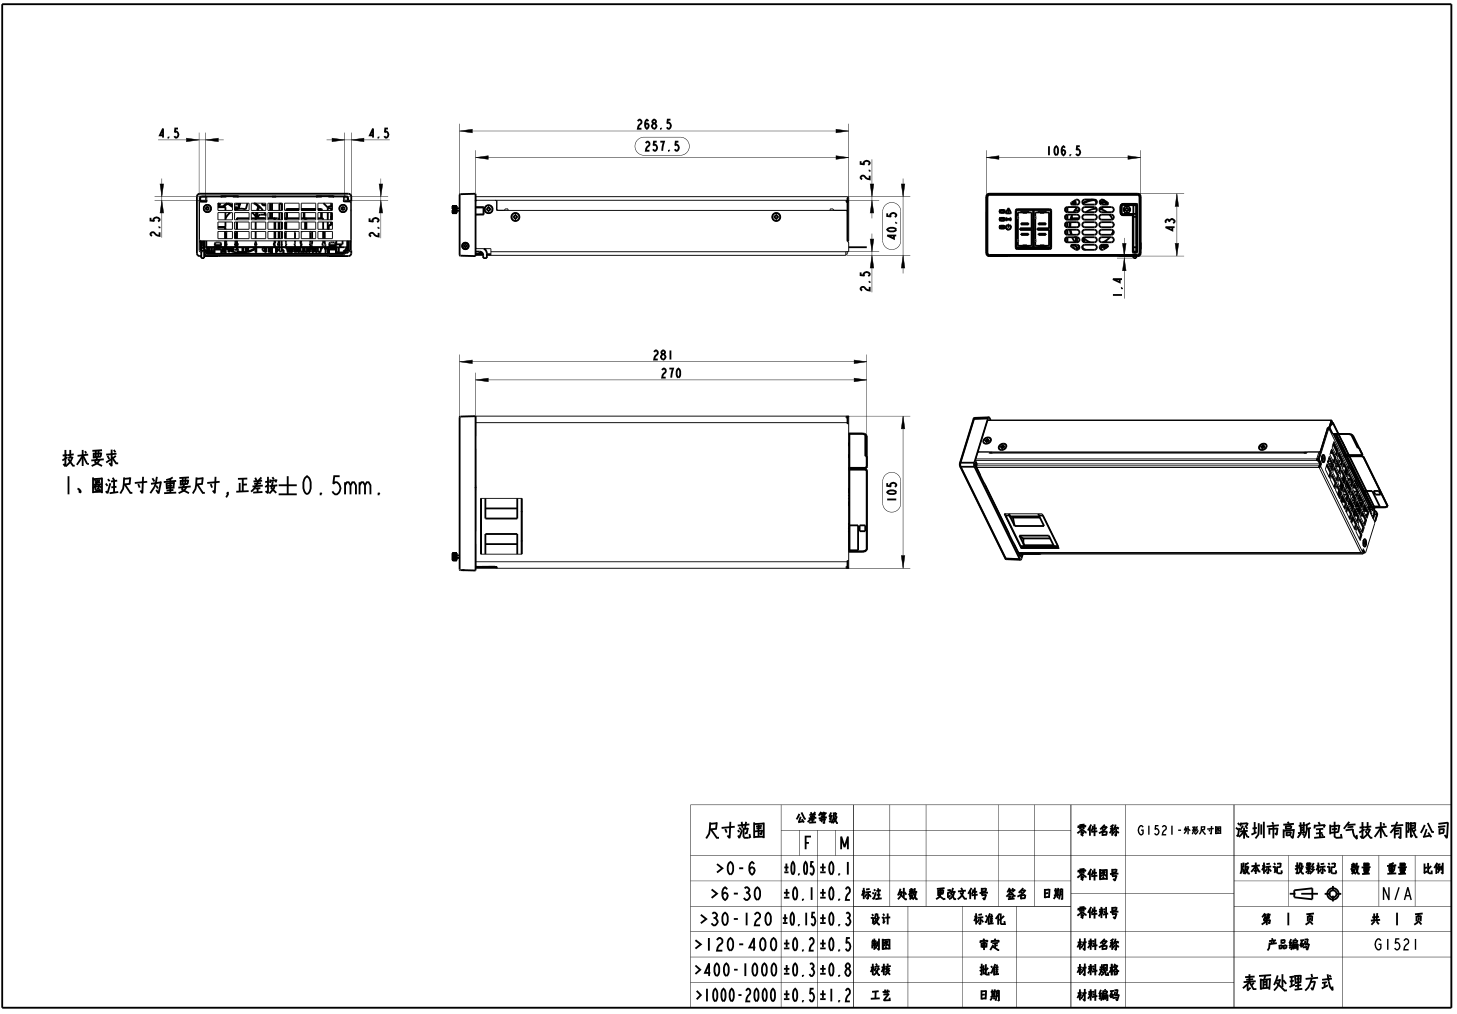 4.5
4.5
2.5
2.5
268.5
257.5
2.5
40.5
2.5
106.5
43
1.4
281
270
105
技术要求
1、圈注尺寸为重要尺寸,正差按±0.5mm.
尺寸范围 公差等级
F M
>0-6 ±0.05 ±0.1
>6-30 ±0.1 ±0.2
>30-120 ±0.15 ±0.3
>120-400 ±0.2 ±0.5
>400-1000 ±0.3 ±0.8
>1000-2000 ±0.5 ±1.2
标注 处数 更改文件号 签名 日期
设计 标准化
制图 审定
校核 批准
工艺 日期
零件名称 G1521-外形尺寸图
零件图号
零件料号
材料名称
材料规格
材料编码
深圳市高斯宝电气技术有限公司
版本标记 投影标记 数量 重量 比例
N/A
第 1 页 共 1 页
产品编码 G1521
表面处理方式